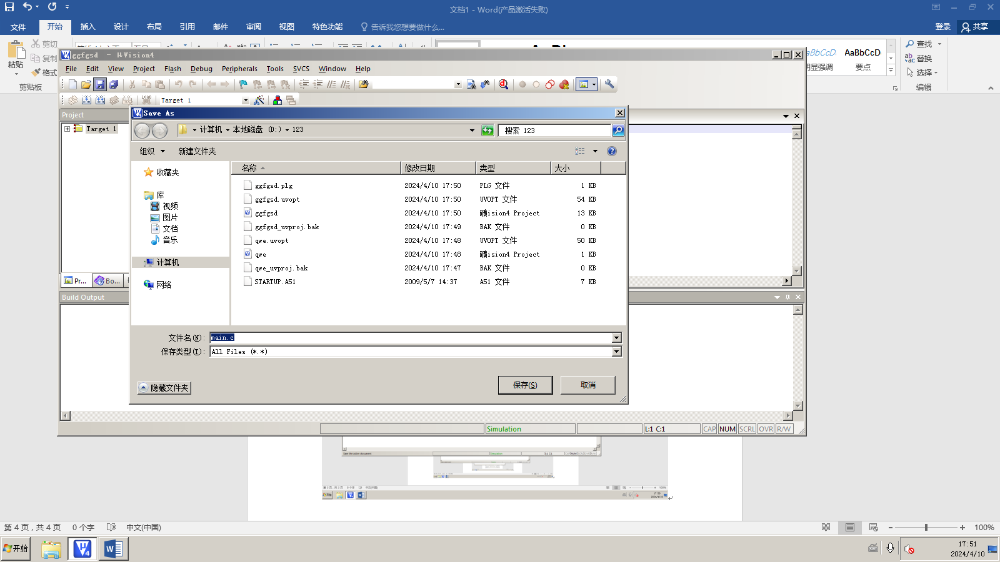 文档1 - Word(产品激活失败)
文件 开始 插入 设计 布局 引用 邮件 审阅 视图 特色功能 告诉我您想要做什么... 登录 共享
剪切
复制
格式
粘贴
剪贴板
AaBbCcD
明显强调 要点
查找
替换
选择
编辑
ggfgsd - µVision4
File Edit View Project Flash Debug Peripherals Tools SVCS Window Help
LOAD
Target 1
Project
Target 1
Pr... Bo...
Save As
计算机 本地磁盘 (D:) 123
搜索 123
组织 新建文件夹
收藏夹
库
视频
图片
文档
音乐
计算机
网络
名称 修改日期 类型 大小
ggfgsd.plg 2024/4/10 17:50 PLG 文件 1 KB
ggfgsd.uvopt 2024/4/10 17:50 UVOPT 文件 54 KB
ggfgsd 2024/4/10 17:50 礦ision4 Project 13 KB
ggfgsd_uvproj.bak 2024/4/10 17:49 BAK 文件 0 KB
qwe.uvopt 2024/4/10 17:48 UVOPT 文件 50 KB
qwe 2024/4/10 17:48 礦ision4 Project 1 KB
qwe_uvproj.bak 2024/4/10 17:47 BAK 文件 0 KB
STARTUP.A51 2009/5/7 14:37 A51 文件 7 KB
文件名(N): main.c
保存类型(T): All Files (*.*)
隐藏文件夹
保存(S) 取消
Build Output
Simulation L:1 C:1 CAP NUM SCRL OVR R/W
第 4 页，共 4 页 0 个字 中文(中国) 100%
开始
17:51
2024/4/10